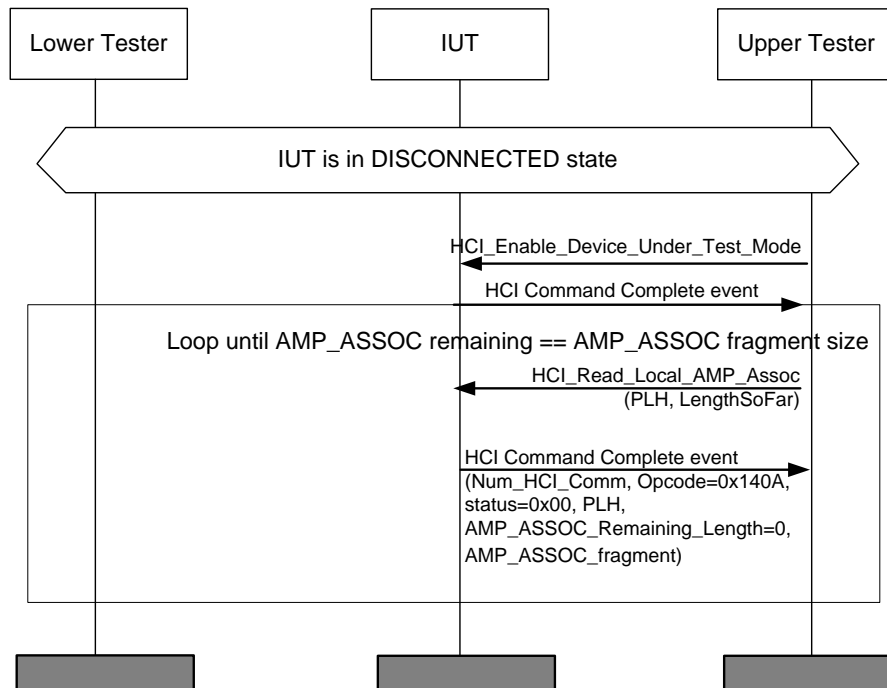 Lower Tester
IUT
Upper Tester
IUT is in DISCONNECTED state
HCI_Enable_Device_Under_Test_Mode
HCI Command Complete event
Loop until AMP_ASSOC remaining == AMP_ASSOC fragment size
HCI_Read_Local_AMP_Assoc
(PLH, LengthSoFar)
HCI Command Complete event
(Num_HCI_Comm, Opcode=0x140A,
status=0x00, PLH,
AMP_ASSOC_Remaining_Length=0,
AMP_ASSOC_fragment)